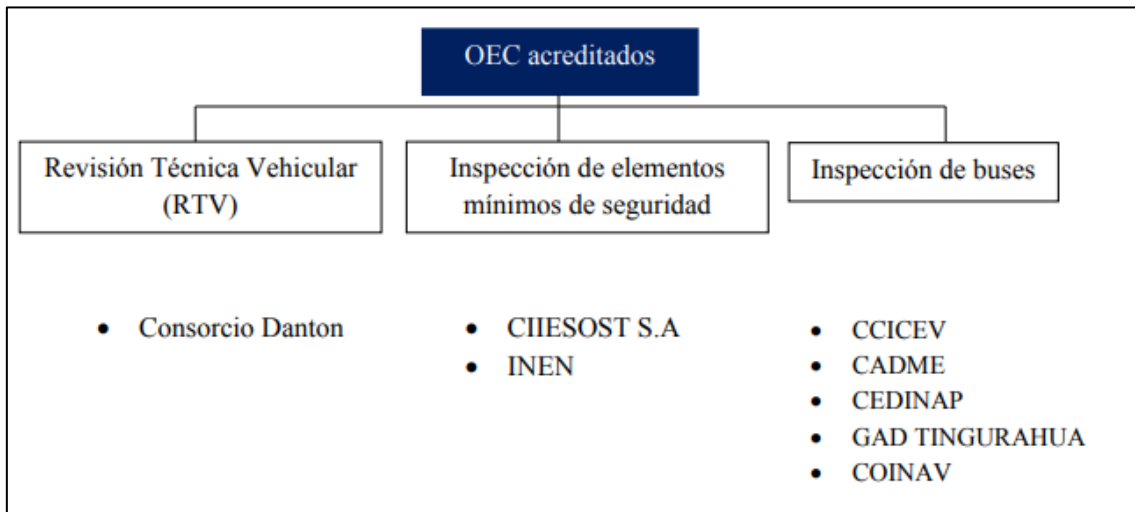 OEC acreditados
Revisión Técnica Vehicular
(RTV)
Inspección de elementos
mínimos de seguridad
Inspección de buses
• Consorcio Danton
• CIIESOST S.A
• INEN
• CCICEV
• CADME
• CEDINAP
• GAD TINGURAHUA
• COINAV